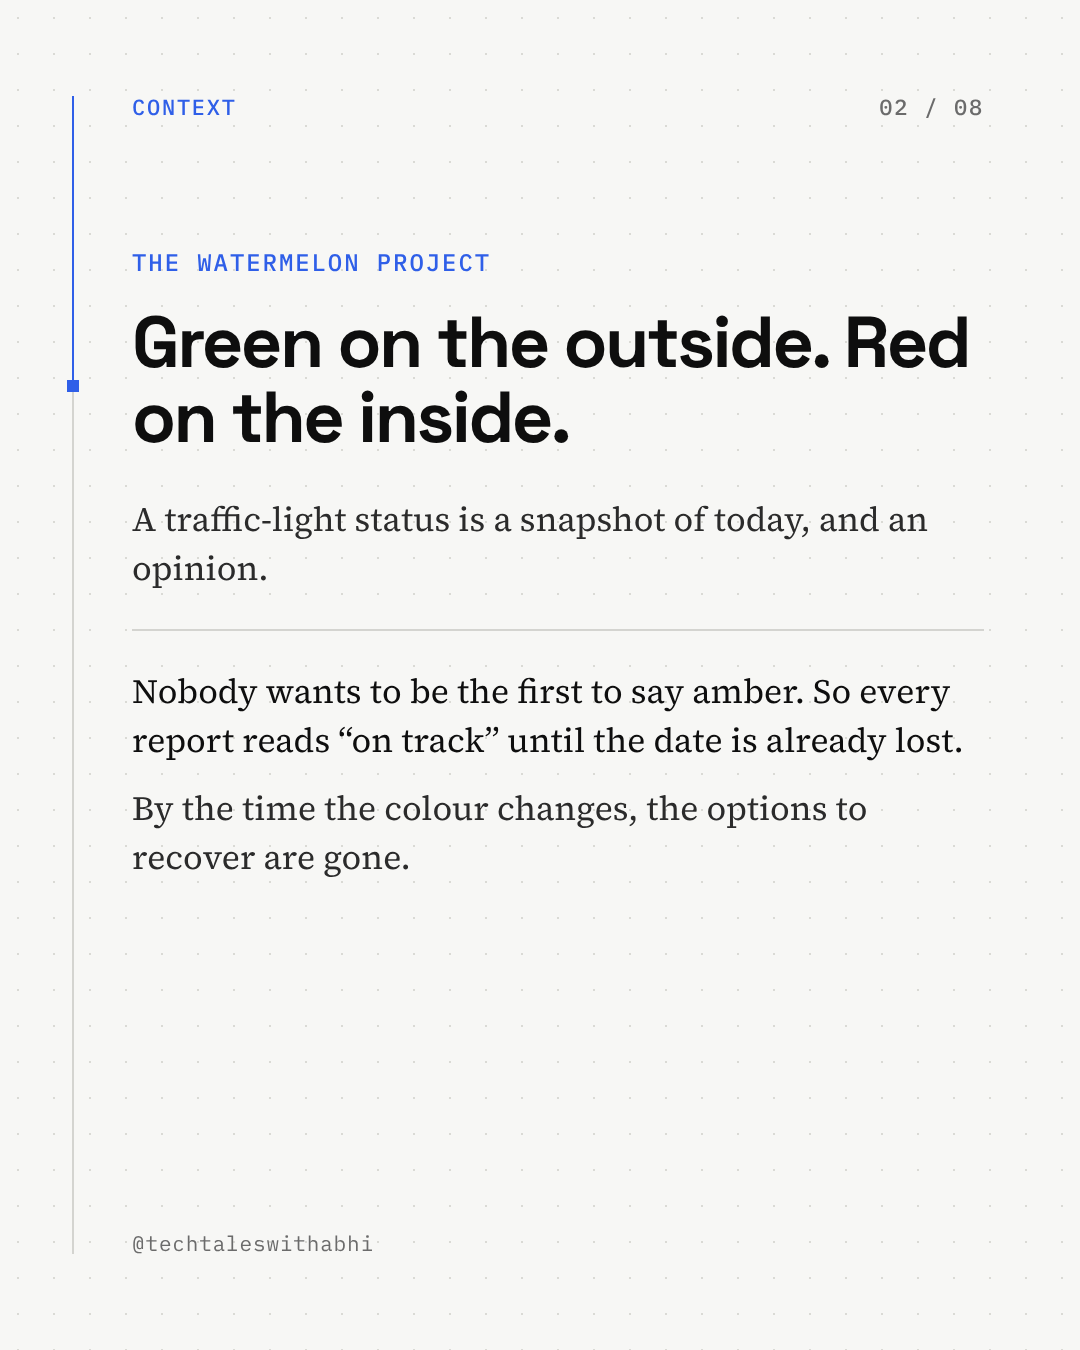 CONTEXT
02 / 08
THE WATERMELON PROJECT
Green on the outside. Red
on the inside.
A traffic-light status is a snapshot of today, and an
opinion.
Nobody wants to be the first to say amber. So every
report reads “on track” until the date is already lost.
By the time the colour changes, the options to
recover are gone.
@techtaleswithabhi